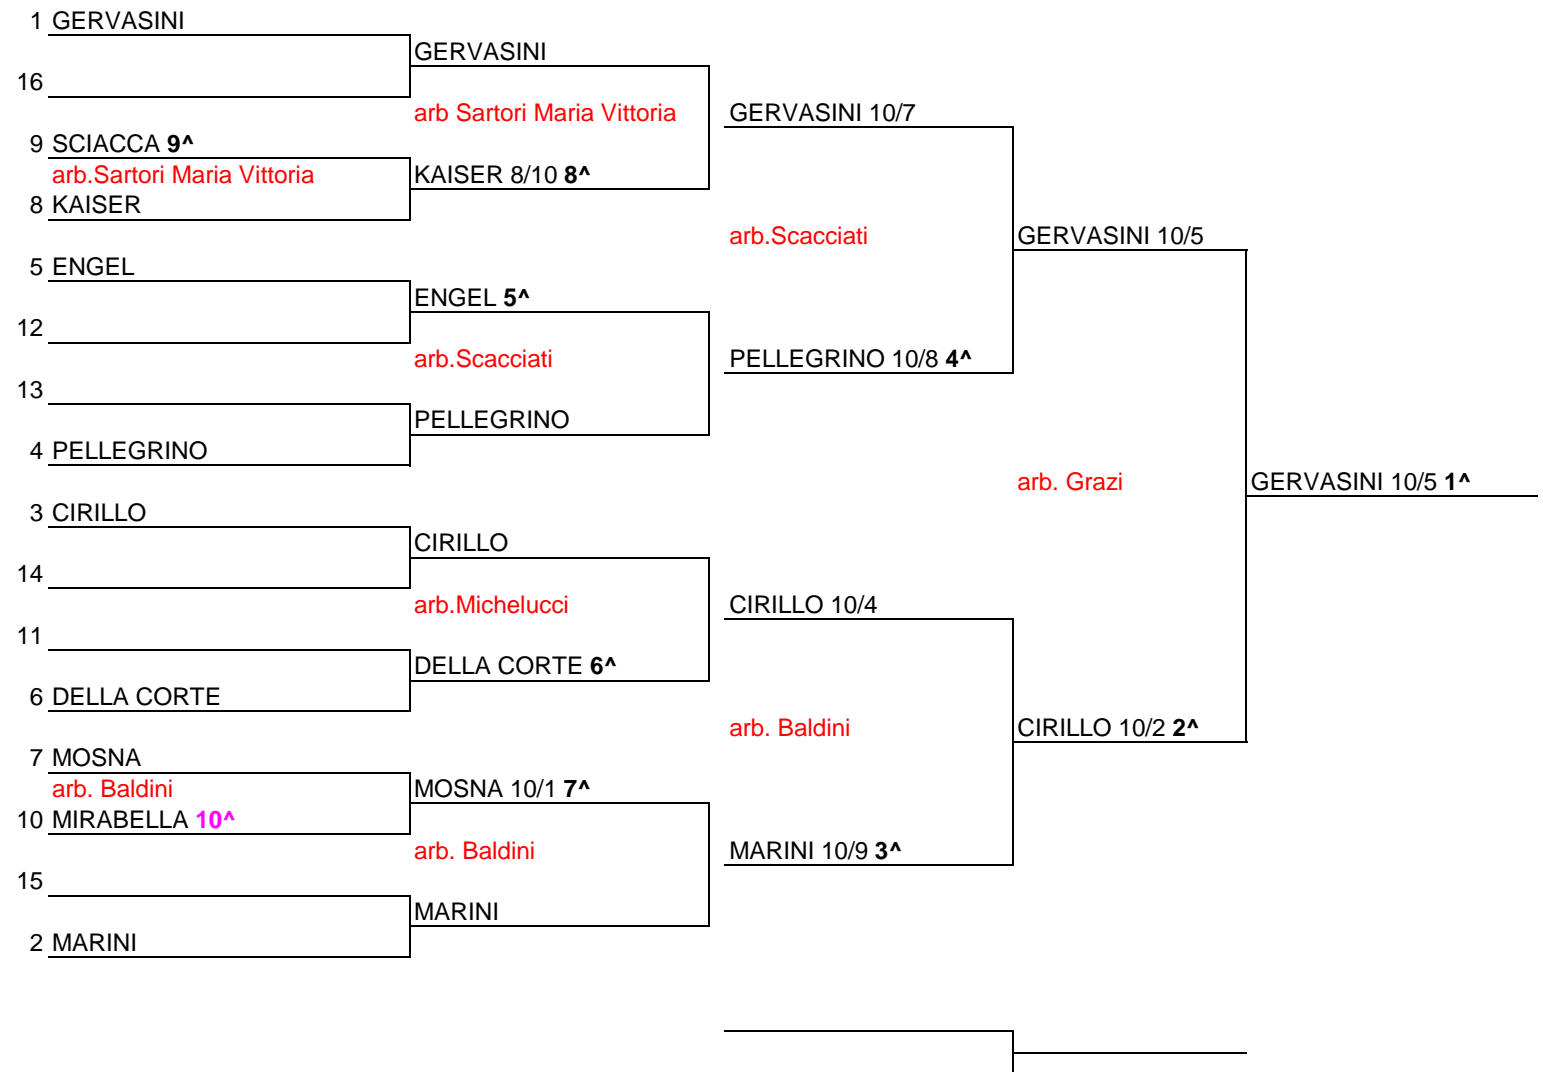 1 GERVASINI
GERVASINI
16
arb Sartori Maria Vittoria
GERVASINI 10/7
9 SCIACCA 9^
arb.Sartori Maria Vittoria
KAISER 8/10 8^
8 KAISER
arb.Scacciati
GERVASINI 10/5
5 ENGEL
ENGEL 5^
12
arb.Scacciati
PELLEGRINO 10/8 4^
13
PELLEGRINO
4 PELLEGRINO
arb. Grazi
GERVASINI 10/5 1^
3 CIRILLO
CIRILLO
14
arb.Michelucci
CIRILLO 10/4
11
DELLA CORTE 6^
6 DELLA CORTE
arb. Baldini
CIRILLO 10/2 2^
7 MOSNA
arb. Baldini
MOSNA 10/1 7^
10 MIRABELLA 10^
arb. Baldini
MARINI 10/9 3^
15
MARINI
2 MARINI